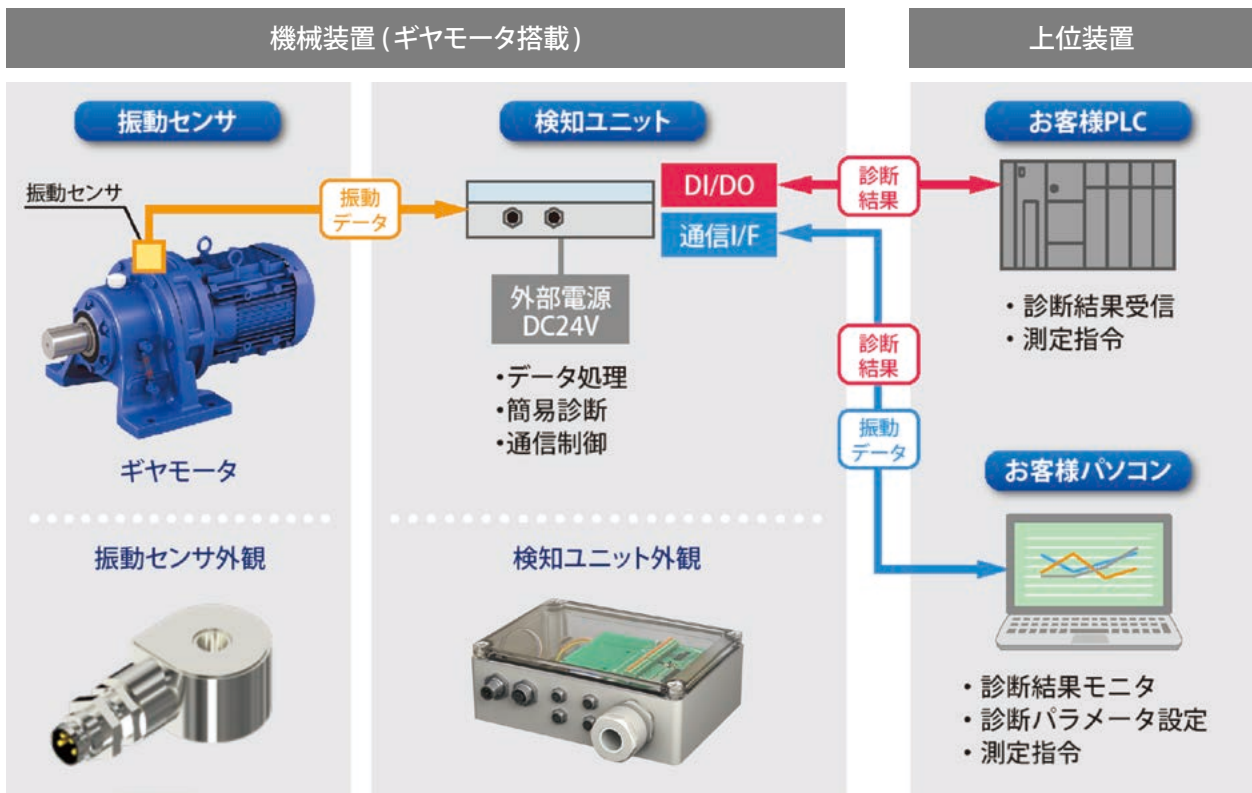 機械装置(ギヤモータ搭載)
上位装置
振動センサ
振動センサ
振動
データ
ギヤモータ
振動センサ外観
検知ユニット
DI/DO
通信I/F
外部電源
DC24V
・データ処理
・簡易診断
・通信制御
検知ユニット外観
診断
結果
診断
結果
振動
データ
お客様PLC
・診断結果受信
・測定指令
お客様パソコン
・診断結果モニタ
・診断パラメータ設定
・測定指令